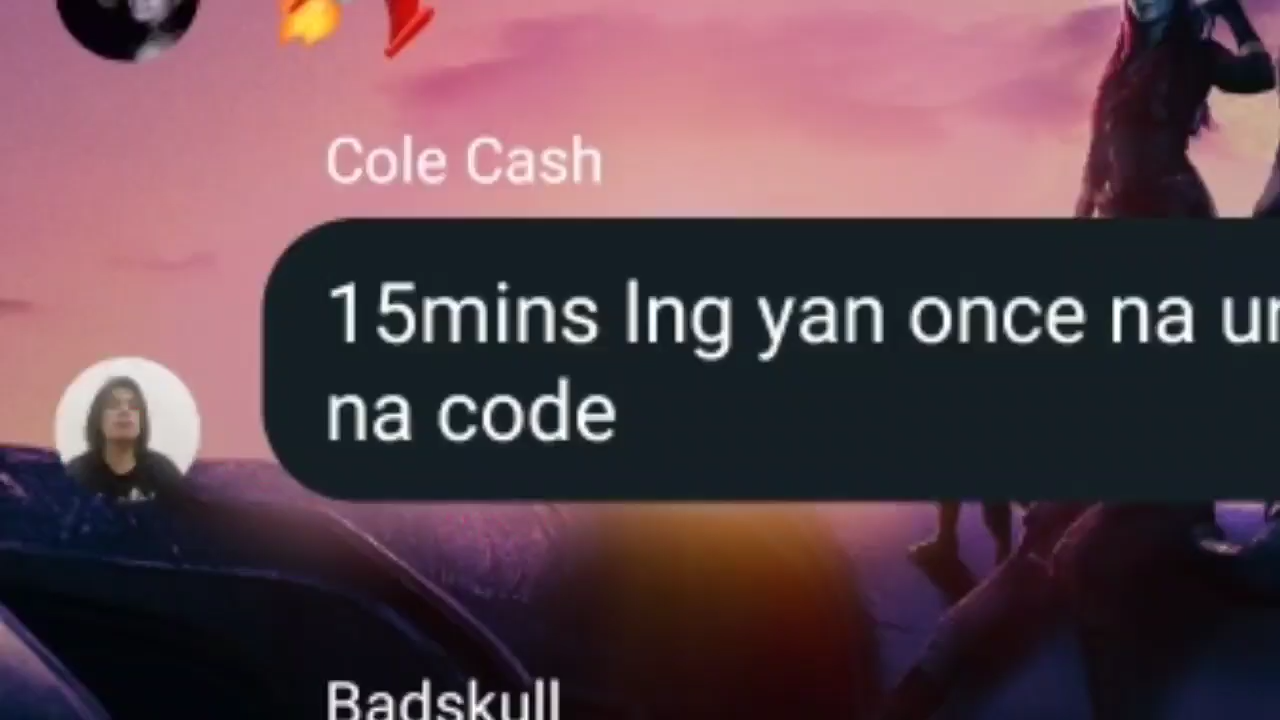 Cole Cash
15mins lng yan once na
na code
Badskull